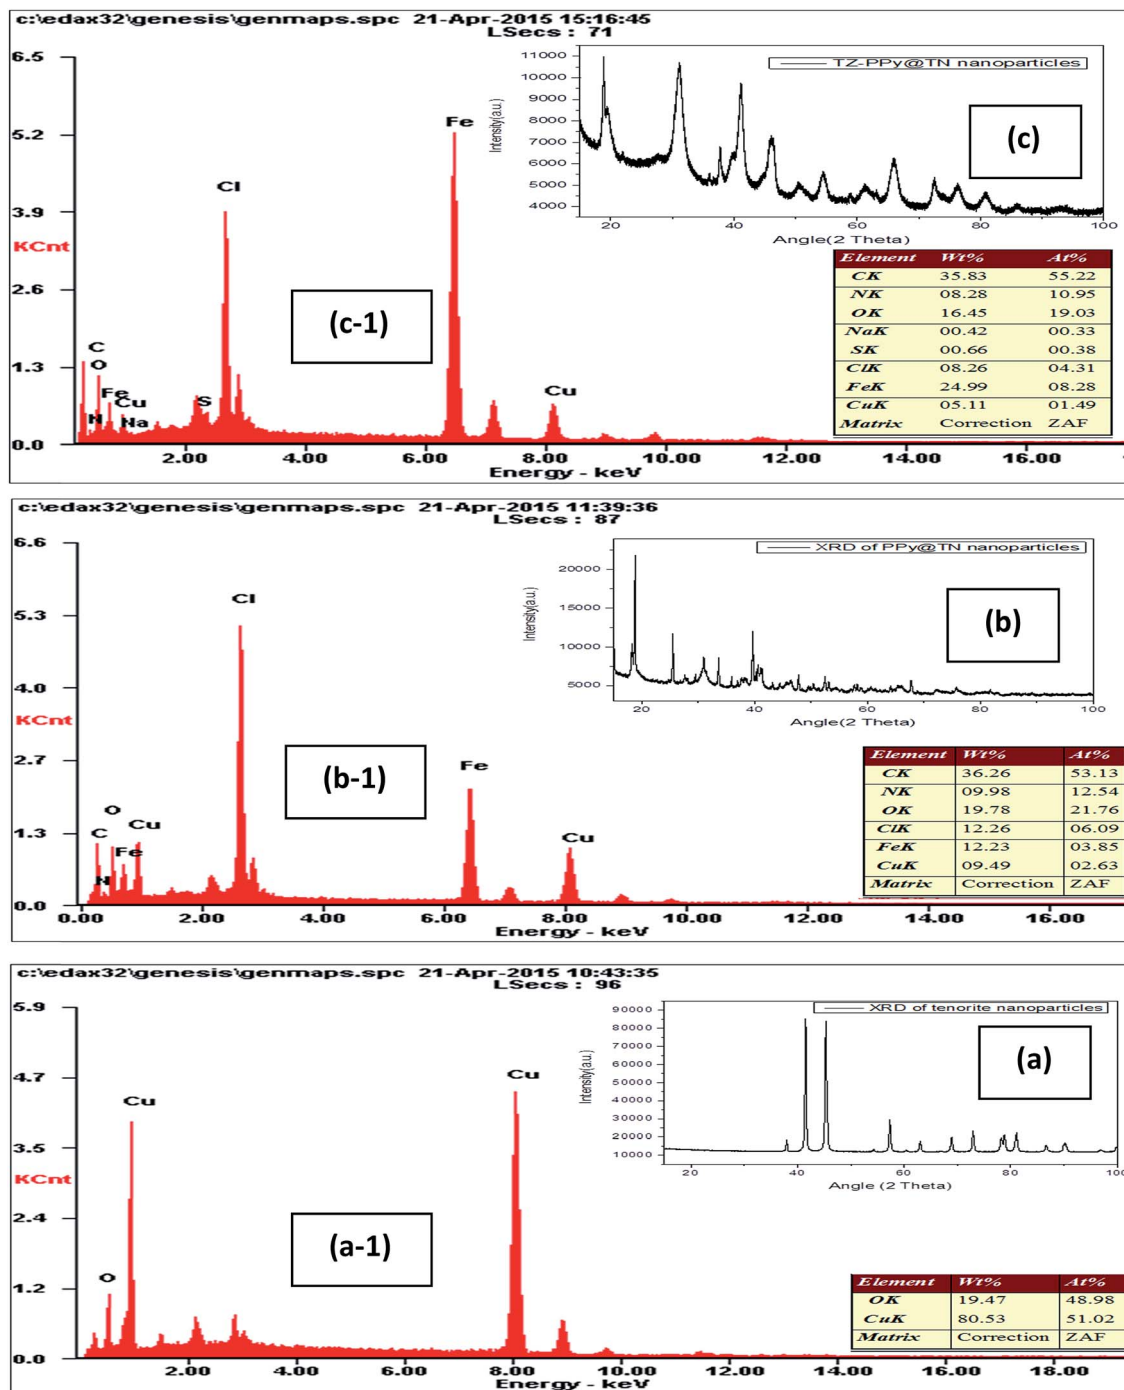 c:\edax32\genesis\genmaps.spc 21-Apr-2015 15:16:45
LSecs : 71
6.5
5.2
3.9
KCnt
2.6
1.3
0.0
C
O
Fe
Cu
N
Na
S
Cl
Fe
Cu
(c-1)
2.00 4.00 6.00 8.00 10.00 12.00 14.00 16.00
Energy - keV
TZ-PPy@TN nanoparticles
(c)
Intensity(a.u.)
11000
10000
9000
8000
7000
6000
5000
4000
20 40 60 80 100
Angle(2 Theta)
Element Wt% At%
CK 35.83 55.22
NK 08.28 10.95
OK 16.45 19.03
NaK 00.42 00.33
SK 00.66 00.38
ClK 08.26 04.31
FeK 24.99 08.28
CuK 05.11 01.49
Matrix Correction ZAF
c:\edax32\genesis\genmaps.spc 21-Apr-2015 11:39:36
LSecs : 87
6.6
5.3
4.0
KCnt
2.7
1.3
0.0
O
C
Cu
Fe
N
Cl
Fe
Cu
(b-1)
0.00 2.00 4.00 6.00 8.00 10.00 12.00 14.00 16.00
Energy - keV
XRD of PPy@TN nanoparticles
(b)
Intensity(a.u.)
20000
15000
10000
5000
20 40 60 80 100
Angle(2 Theta)
Element Wt% At%
CK 36.26 53.13
NK 09.98 12.54
OK 19.78 21.76
ClK 12.26 06.09
FeK 12.23 03.85
CuK 09.49 02.63
Matrix Correction ZAF
c:\edax32\genesis\genmaps.spc 21-Apr-2015 10:43:35
LSecs : 96
5.9
4.7
3.5
KCnt
2.4
1.2
0.0
Cu
O
Cu
(a-1)
2.00 4.00 6.00 8.00 10.00 12.00 14.00 16.00 18.00
Energy - keV
XRD of tenorite nanoparticles
(a)
Intensity(a.u.)
90000
80000
70000
60000
50000
40000
30000
20000
10000
20 40 60 80 100
Angle (2 Theta)
Element Wt% At%
OK 19.47 48.98
CuK 80.53 51.02
Matrix Correction ZAF